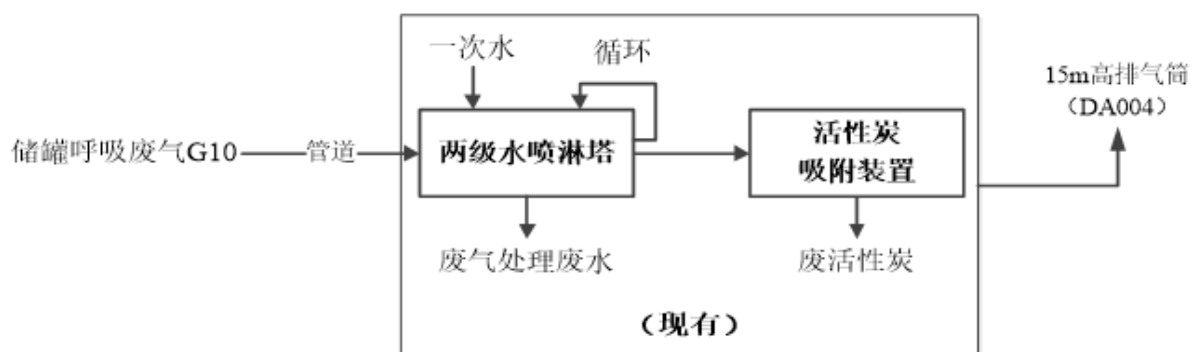 一次水
循环
15m高排气筒
（DA004）
储罐呼吸废气G10
管道
两级水喷淋塔
活性炭
吸附装置
废气处理废水
废活性炭
（现有）